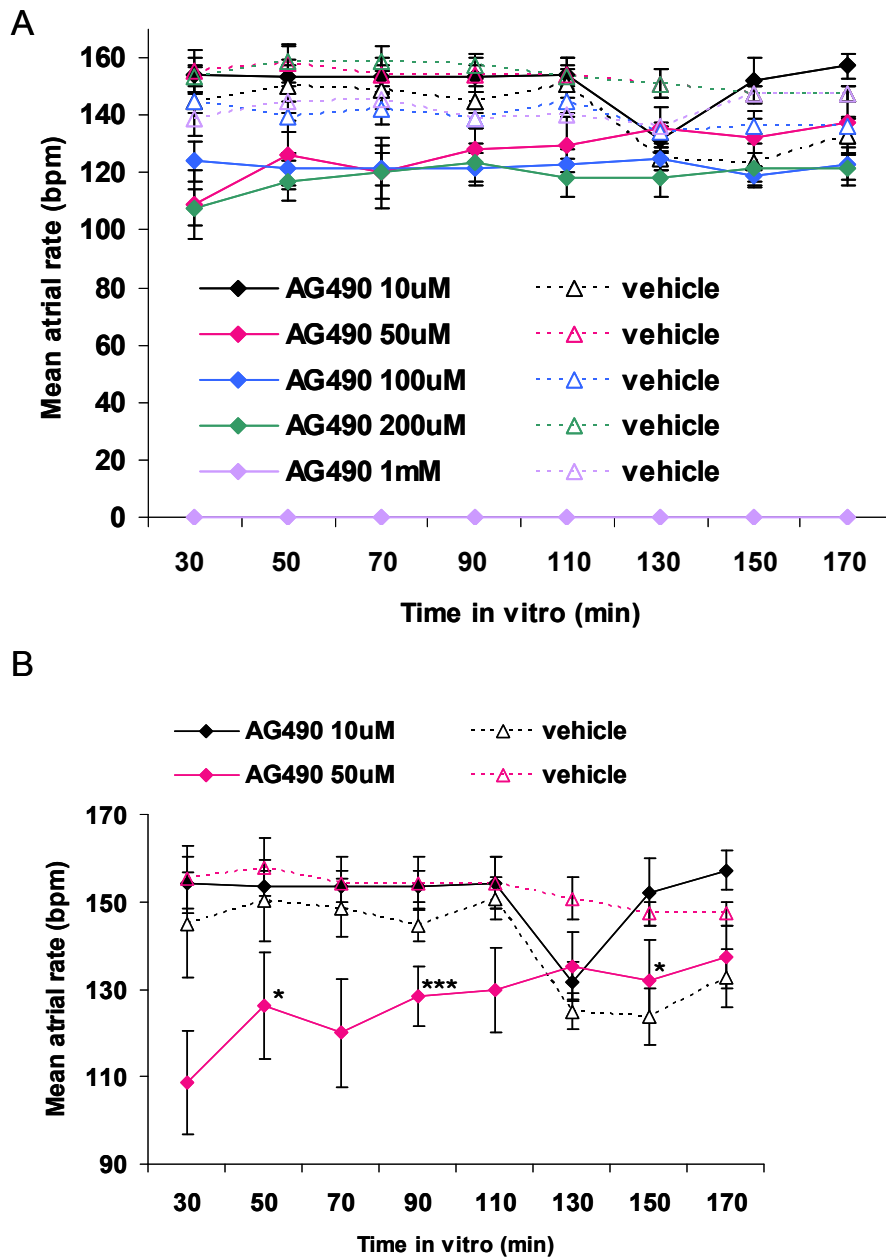 A
160
140
120
100
80
60
40
20
0
Mean atrial rate (bpm)
AG490 10uM vehicle
AG490 50uM vehicle
AG490 100uM vehicle
AG490 200uM vehicle
AG490 1mM vehicle
30 50 70 90 110 130 150 170
Time in vitro (min)
B
AG490 10uM vehicle
AG490 50uM vehicle
170
150
130
110
90
Mean atrial rate (bpm)
* *** *
30 50 70 90 110 130 150 170
Time in vitro (min)